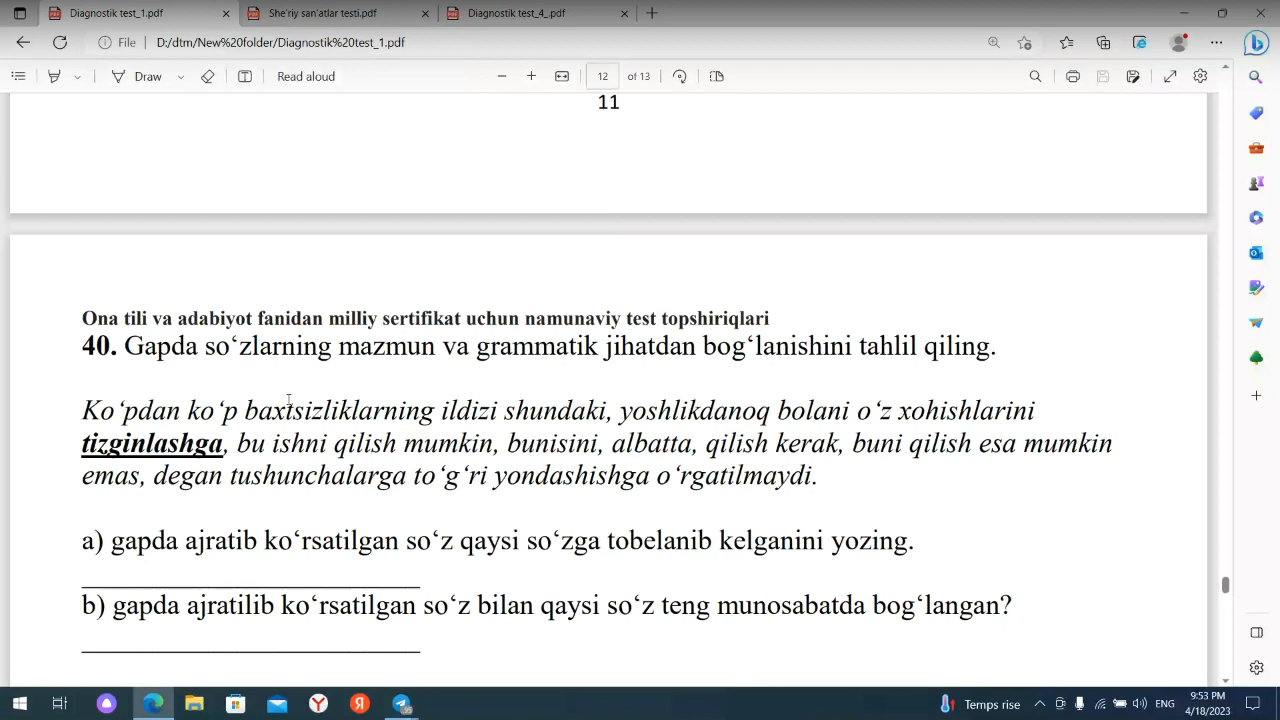 Diagnostik test_1.pdf
She'riy san'atlar testi.pdf
Diagnostik test_4_.pdf
File
D:/dtm/New%20folder/Diagnostik%20test_1.pdf
Draw
Read aloud
12
of 13
11
Ona tili va adabiyot fanidan milliy sertifikat uchun namunaviy test topshiriqlari
40. Gapda so‘zlarning mazmun va grammatik jihatdan bog‘lanishini tahlil qiling.
Ko‘pdan ko‘p baxtsizliklarning ildizi shundaki, yoshlikdanoq bolani o‘z xohishlarini
tizginlashga, bu ishni qilish mumkin, bunisini, albatta, qilish kerak, buni qilish esa mumkin
emas, degan tushunchalarga to‘g‘ri yondashishga o‘rgatilmaydi.
a) gapda ajratib ko‘rsatilgan so‘z qaysi so‘zga tobelanib kelganini yozing.
b) gapda ajratilib ko‘rsatilgan so‘z bilan qaysi so‘z teng munosabatda bog‘langan?
Temps rise
ENG
9:53 PM
4/18/2023